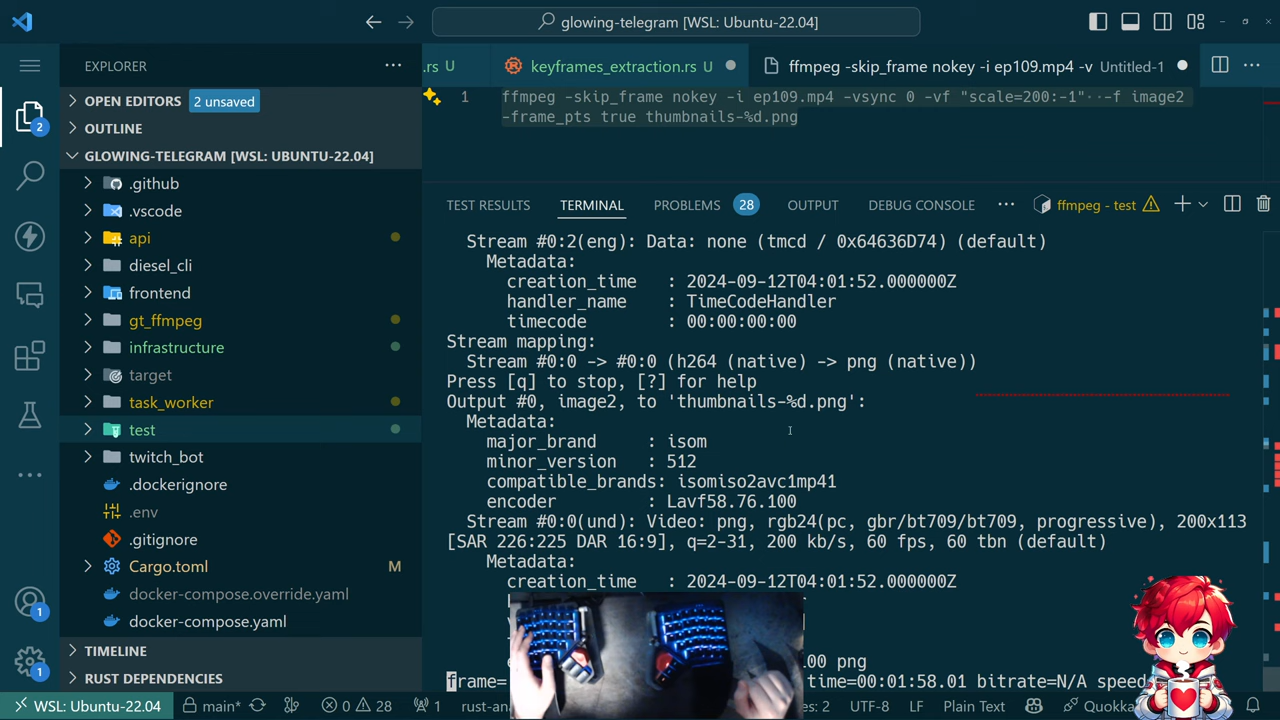 glowing-telegram [WSL: Ubuntu-22.04]
EXPLORER
.rs U
keyframes_extraction.rs U
ffmpeg -skip_frame nokey -i ep109.mp4 -v Untitled-1
OPEN EDITORS 2 unsaved
OUTLINE
GLOWING-TELEGRAM [WSL: UBUNTU-22.04]
.github
.vscode
api
diesel_cli
frontend
gt_ffmpeg
infrastructure
target
task_worker
test
twitch_bot
.dockerignore
.env
.gitignore
Cargo.toml M
docker-compose.override.yaml
docker-compose.yaml
TIMELINE
RUST DEPENDENCIES
2
1
1
1 ffmpeg -skip_frame nokey -i ep109.mp4 -vsync 0 -vf "scale=200:-1"··-f image2
-frame_pts true thumbnails-%d.png
TEST RESULTS TERMINAL PROBLEMS 28 OUTPUT DEBUG CONSOLE ffmpeg - test
Stream #0:2(eng): Data: none (tmcd / 0x64636D74) (default)
Metadata:
creation_time : 2024-09-12T04:01:52.000000Z
handler_name : TimeCodeHandler
timecode : 00:00:00:00
Stream mapping:
Stream #0:0 -> #0:0 (h264 (native) -> png (native))
Press [q] to stop, [?] for help
Output #0, image2, to 'thumbnails-%d.png':
Metadata:
major_brand : isom
minor_version : 512
compatible_brands: isomiso2avc1mp41
encoder : Lavf58.76.100
Stream #0:0(und): Video: png, rgb24(pc, gbr/bt709/bt709, progressive), 200x113
[SAR 226:225 DAR 16:9], q=2-31, 200 kb/s, 60 fps, 60 tbn (default)
Metadata:
creation_time : 2024-09-12T04:01:52.000000Z
png
frame= time=00:01:58.01 bitrate=N/A speed
WSL: Ubuntu-22.04 main* 0 28 1 rust-an : 2 UTF-8 LF Plain Text Quokka